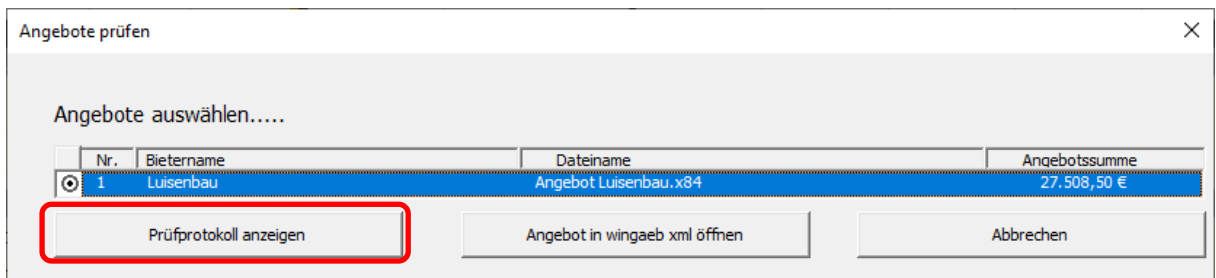 Angebote prüfen
Angebote auswählen.....
Nr. Bietername Dateiname Angebotssumme
1 Luisenbau Angebot Luisenbau.x84 27.508,50 €
Prüfprotokoll anzeigen Angebot in wingaeb xml öffnen Abbrechen